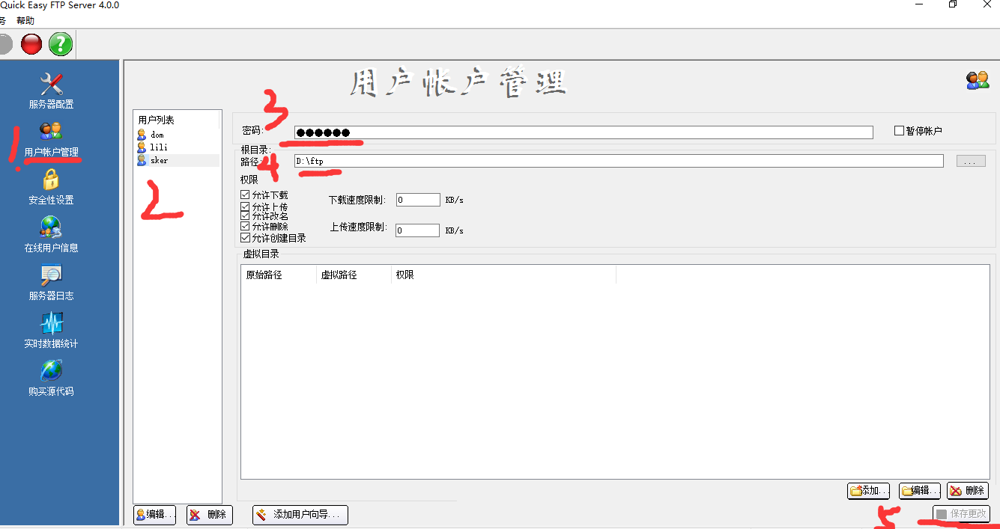 Quick Easy FTP Server 4.0.0
务 帮助
服务器配置
用户帐户管理
安全性设置
在线用户信息
服务器日志
实时数据统计
购买源代码
用户帐户管理
1
2
3
4
5
用户列表
dom
lili
sker
密码:
●●●●●●
暂停帐户
根目录:
路径:
D:\ftp
...
权限
允许下载
允许上传
允许改名
允许删除
允许创建目录
下载速度限制: 0 KB/s
上传速度限制: 0 KB/s
虚拟目录
原始路径 虚拟路径 权限
添加... 编辑... 删除
编辑... 删除 添加用户向导... 保存更改